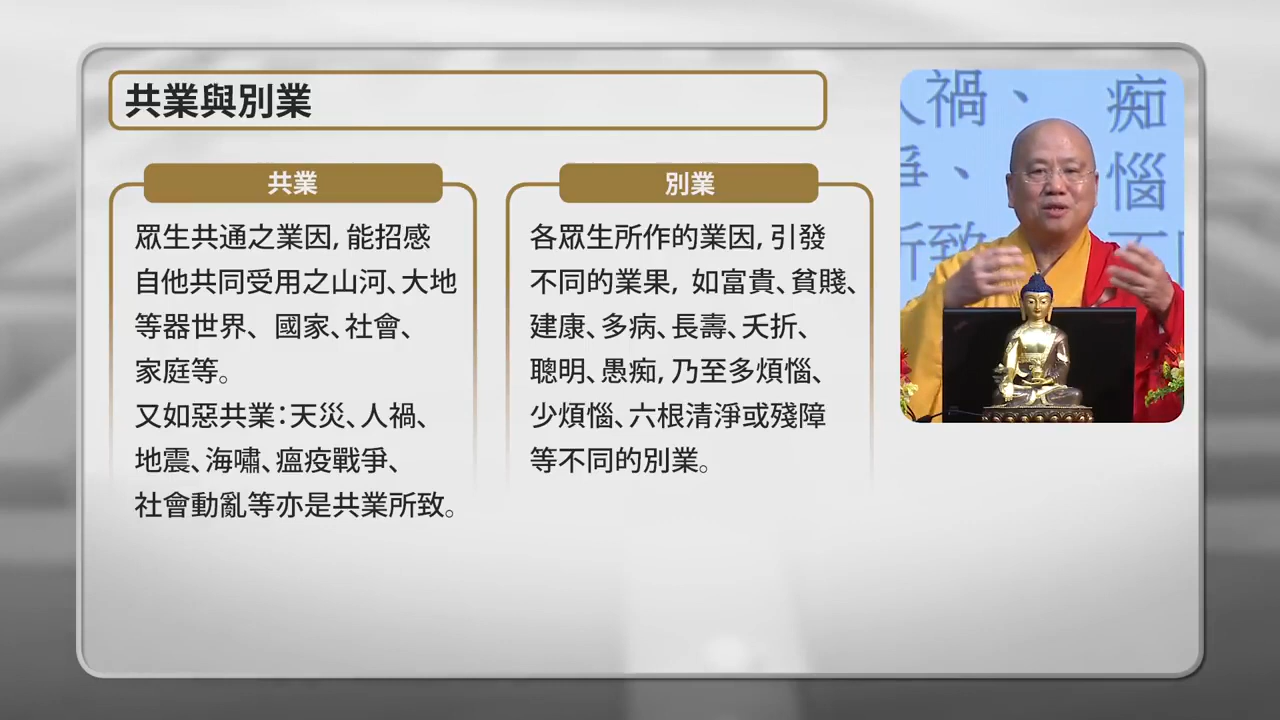 共業與別業
共業
眾生共通之業因, 能招感
自他共同受用之山河、大地
等器世界、國家、社會、
家庭等。
又如惡共業：天災、人禍、
地震、海嘯、瘟疫戰爭、
社會動亂等亦是共業所致。
別業
各眾生所作的業因, 引發
不同的業果, 如富貴、貧賤、
建康、多病、長壽、夭折、
聰明、愚痴, 乃至多煩惱、
少煩惱、六根清淨或殘障
等不同的別業。
禍、
痴
惱
所致